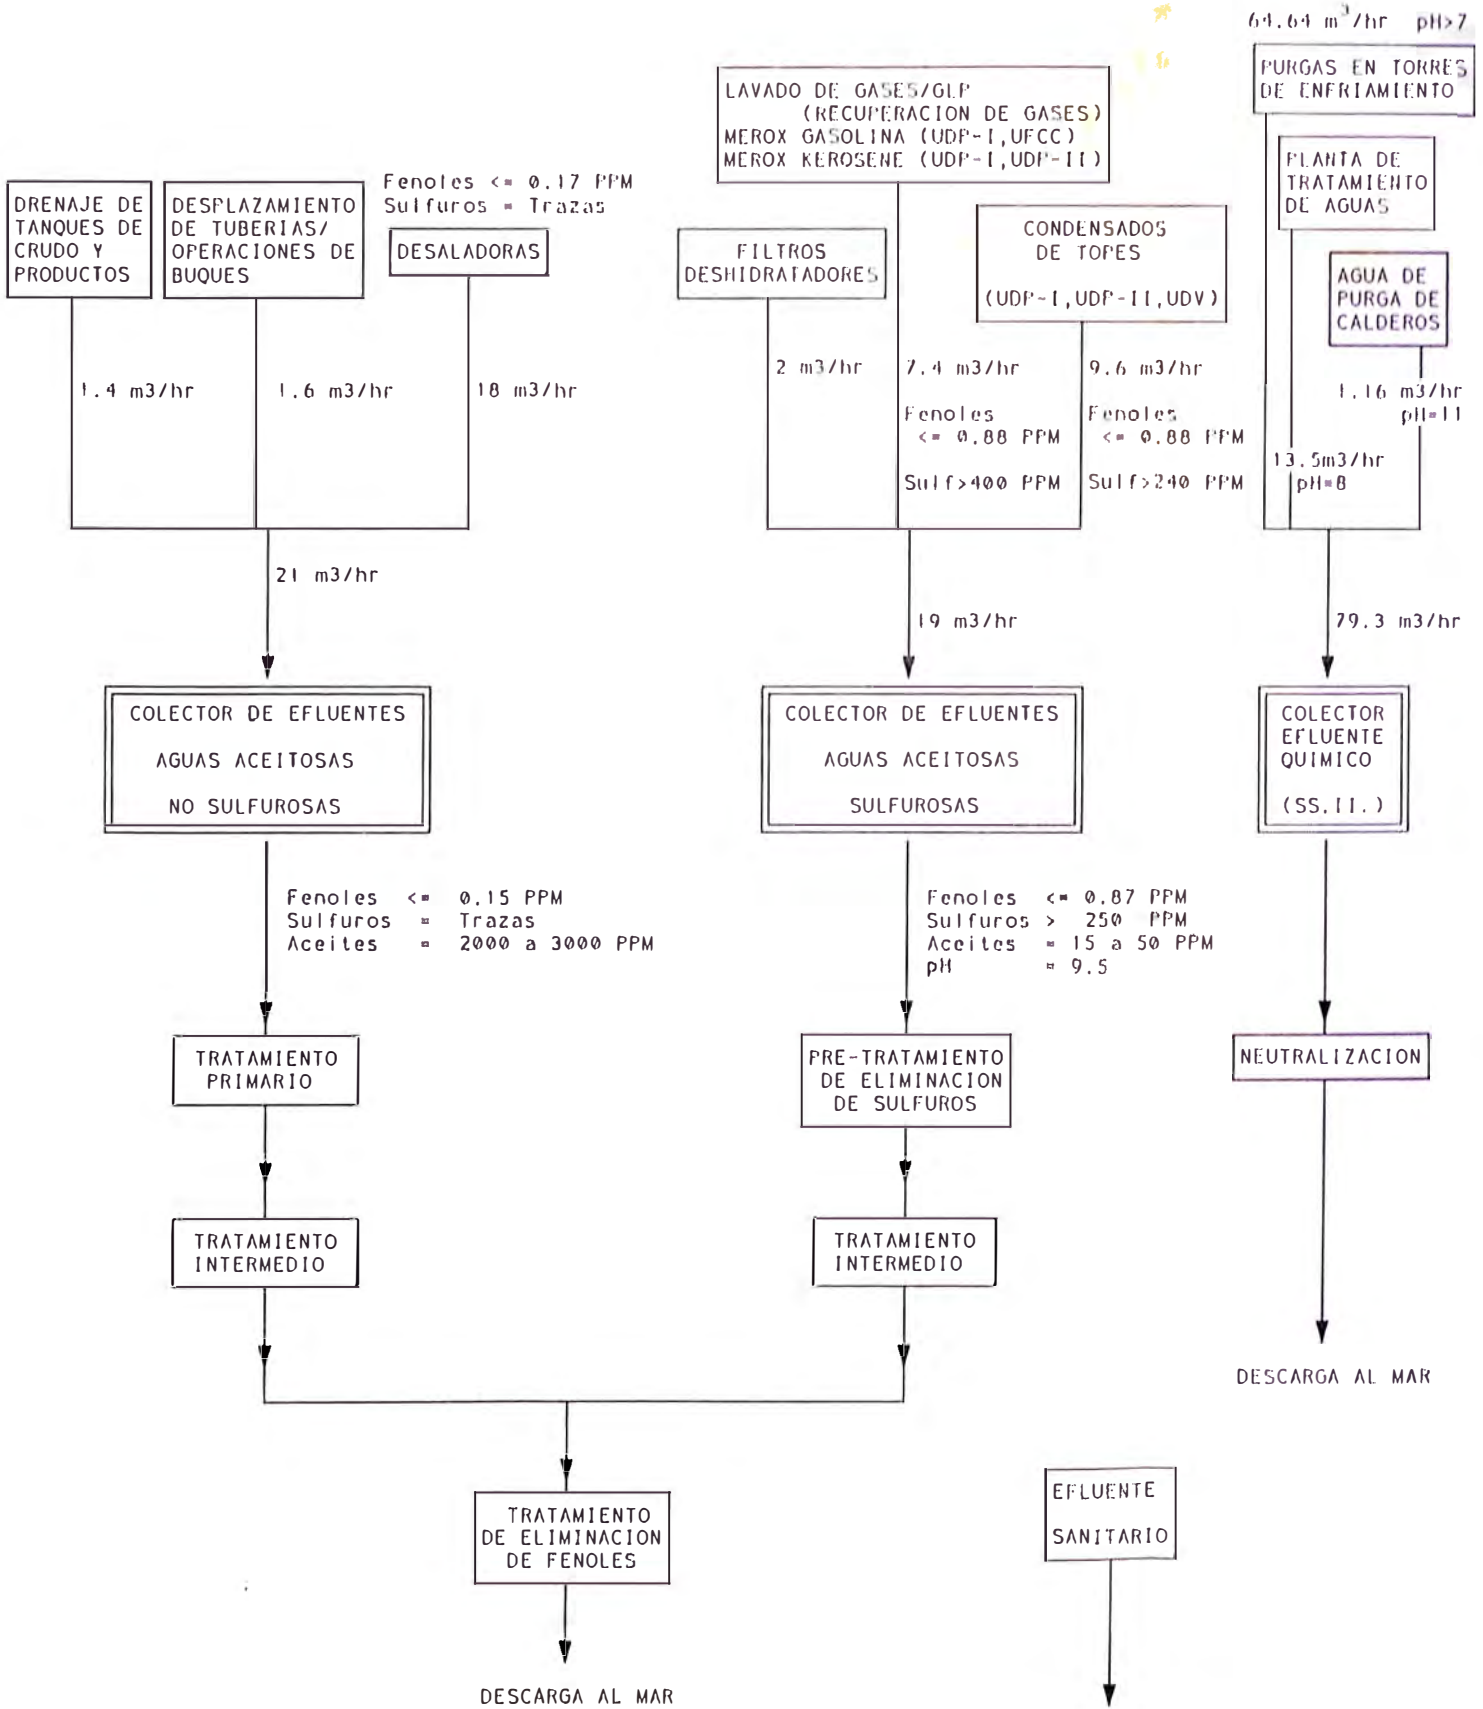 64.64 m3/hr pH>7
PURGAS EN TORRES
DE ENFRIAMIENTO
LAVADO DE GASES/GLP
(RECUPERACION DE GASES)
MEROX GASOLINA (UDP-I,UFCC)
MEROX KEROSENE (UDP-I,UDP-II)
PLANTA DE
TRATAMIENTO
DE AGUAS
Fenoles <= 0.17 PPM
Sulfuros = Trazas
DRENAJE DE
TANQUES DE
CRUDO Y
PRODUCTOS
DESPLAZAMIENTO
DE TUBERIAS/
OPERACIONES DE
BUQUES
DESALADORAS
FILTROS
DESHIDRATADORES
CONDENSADOS
DE TOPES
(UDP-I,UDP-II,UDV)
AGUA DE
PURGA DE
CALDEROS
1.4 m3/hr
1.6 m3/hr
18 m3/hr
2 m3/hr
7.4 m3/hr
Fenoles
<= 0.88 PPM
Sulf>400 PPM
9.6 m3/hr
Fenoles
<= 0.88 PPM
Sulf>240 PPM
1.16 m3/hr
pH=11
13.5m3/hr
pH=8
21 m3/hr
19 m3/hr
79.3 m3/hr
COLECTOR DE EFLUENTES
AGUAS ACEITOSAS
NO SULFUROSAS
COLECTOR DE EFLUENTES
AGUAS ACEITOSAS
SULFUROSAS
COLECTOR
EFLUENTE
QUIMICO
(SS.II.)
Fenoles <= 0.15 PPM
Sulfuros = Trazas
Aceites = 2000 a 3000 PPM
Fenoles <= 0.87 PPM
Sulfuros > 250 PPM
Aceites = 15 a 50 PPM
pH = 9.5
TRATAMIENTO
PRIMARIO
PRE-TRATAMIENTO
DE ELIMINACION
DE SULFUROS
NEUTRALIZACION
TRATAMIENTO
INTERMEDIO
TRATAMIENTO
INTERMEDIO
DESCARGA AL MAR
TRATAMIENTO
DE ELIMINACION
DE FENOLES
EFLUENTE
SANITARIO
DESCARGA AL MAR